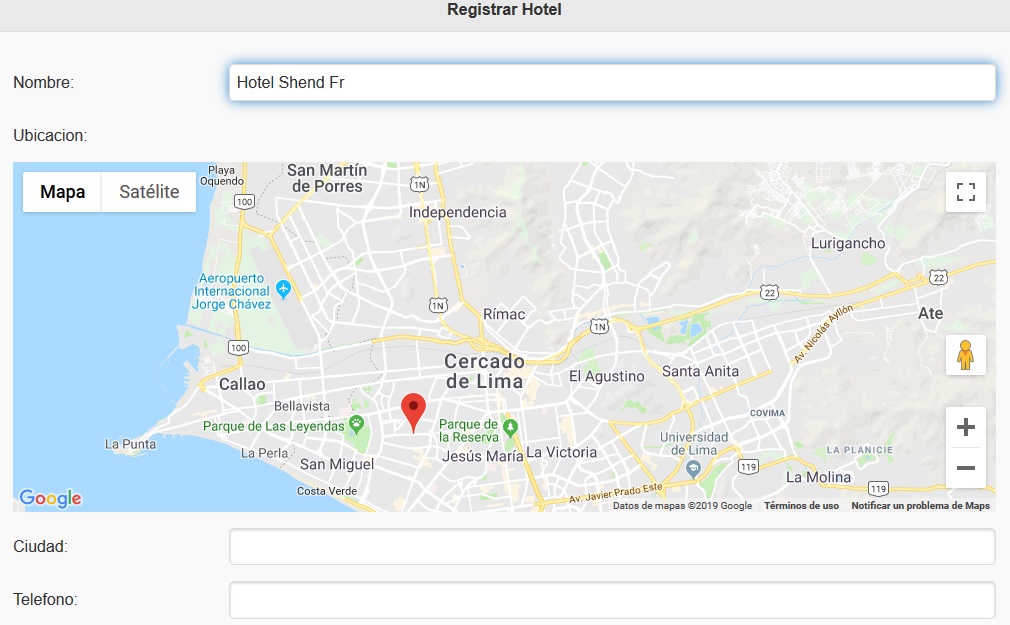 Registrar Hotel
Nombre:
Hotel Shend Fr
Ubicacion:
Mapa
Satélite
Playa
Oquendo
San Martín
de Porres
100
1N
Independencia
Lurigancho
Aeropuerto
Internacional
Jorge Chávez
22
22
1N
Rímac
1N
Ate
Av. Nicolás Ayllón
100
Cercado
de Lima
Callao
El Agustino
Santa Anita
Bellavista
COVIMA
Parque de Las Leyendas
Parque de
la Reserva
La Punta
La Perla
Jesús María
La Victoria
Universidad
de Lima
LA PLANICIE
San Miguel
119
La Molina
119
Costa Verde
Av. Javier Prado Este
Google
Datos de mapas ©2019 Google
Términos de uso
Notificar un problema de Maps
Ciudad:
Telefono: